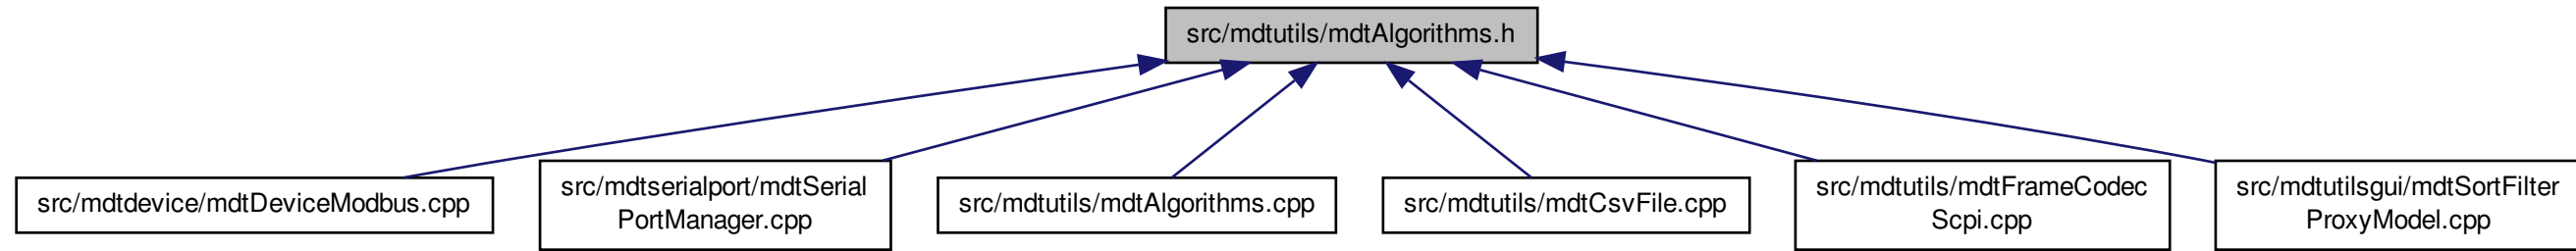 src/mdtutils/mdtAlgorithms.h
src/mdtdevice/mdtDeviceModbus.cpp
src/mdtserialport/mdtSerial
PortManager.cpp
src/mdtutils/mdtAlgorithms.cpp
src/mdtutils/mdtCsvFile.cpp
src/mdtutils/mdtFrameCodec
Scpi.cpp
src/mdtutilsgui/mdtSortFilter
ProxyModel.cpp